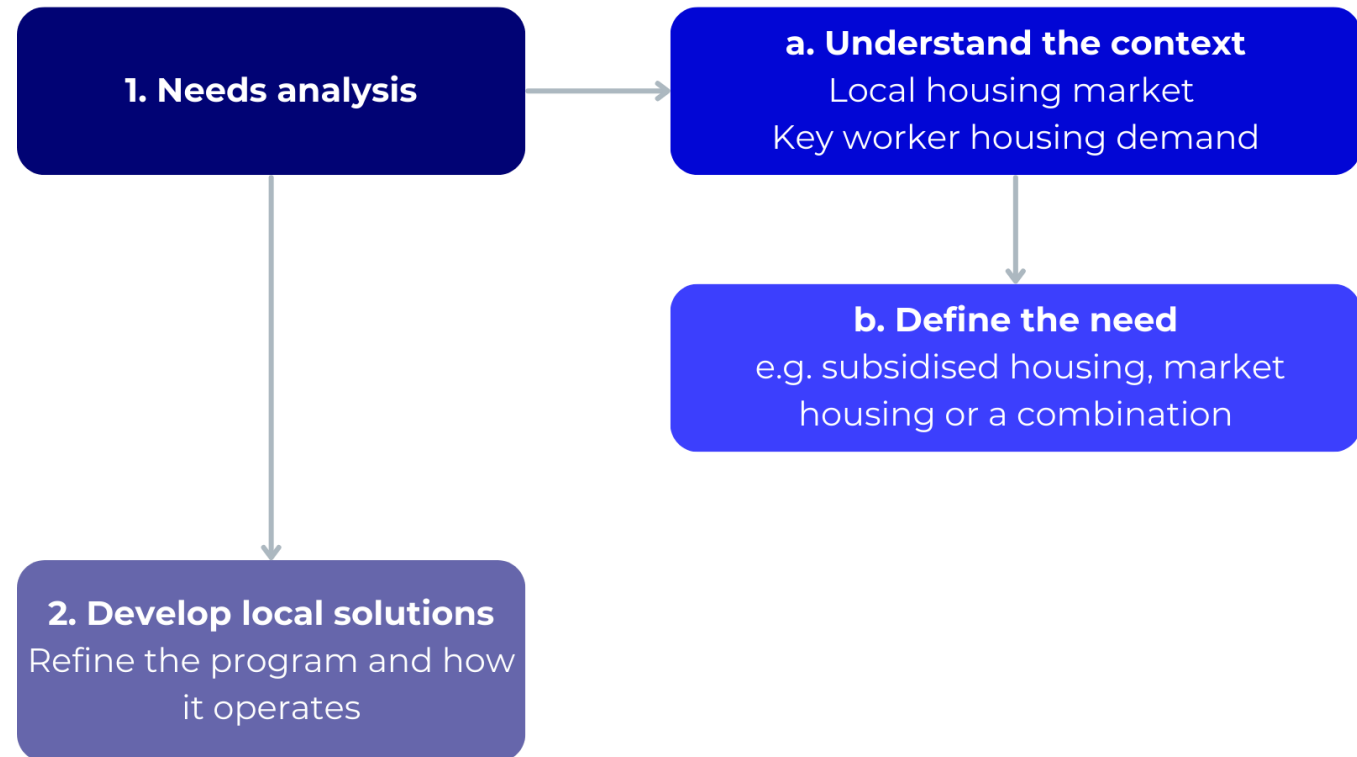 1. Needs analysis
a. Understand the context
Local housing market
Key worker housing demand
b. Define the need
e.g. subsidised housing, market
housing or a combination
2. Develop local solutions
Refine the program and how
it operates